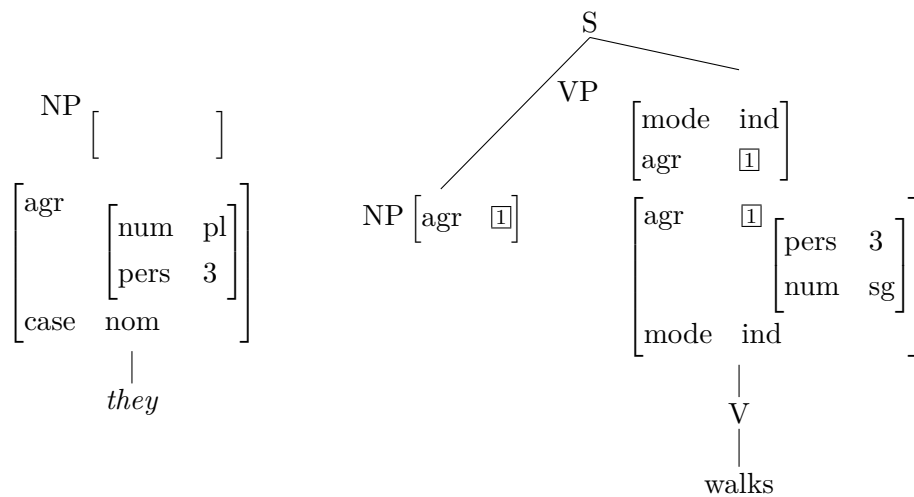 S
NP
VP
mode ind
agr 1
agr
num pl
pers 3
case nom
NP agr 1
agr 1
pers 3
num sg
mode ind
they
V
walks